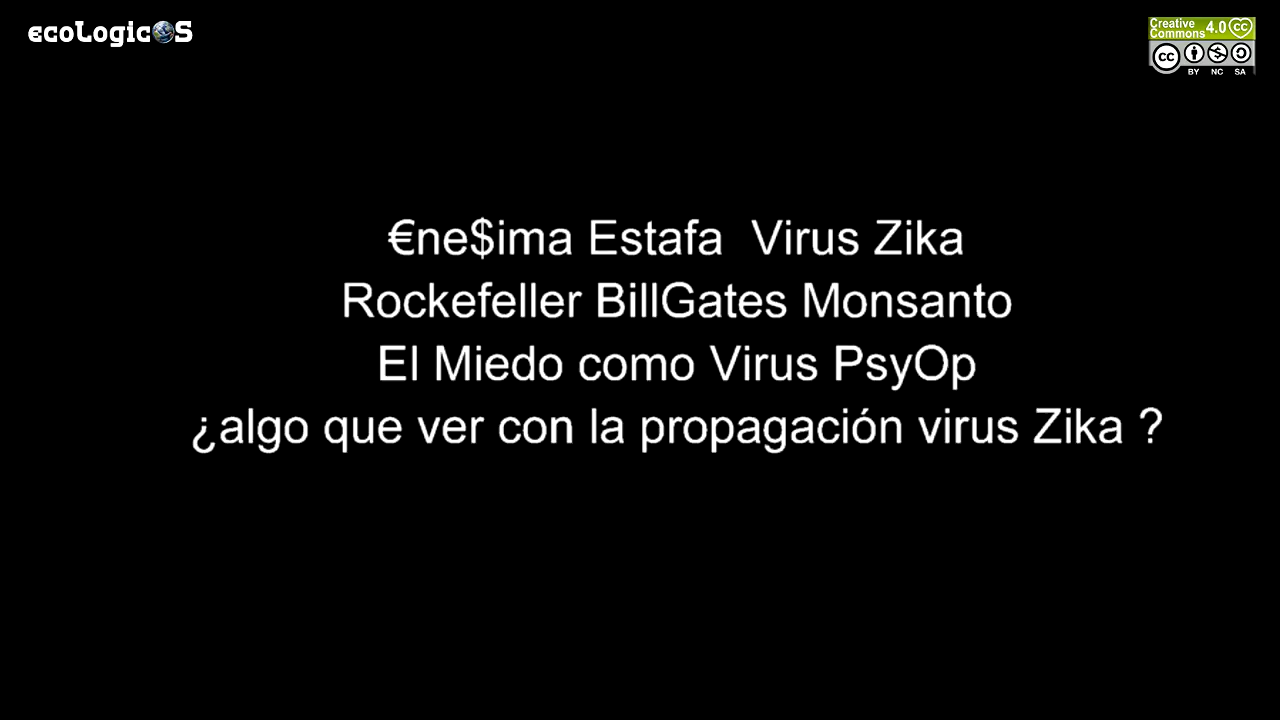 ecoLogicOS
Creative Commons 4.0
cc
BY NC SA
€ne$ima Estafa Virus Zika
Rockefeller BillGates Monsanto
El Miedo como Virus PsyOp
¿algo que ver con la propagación virus Zika ?